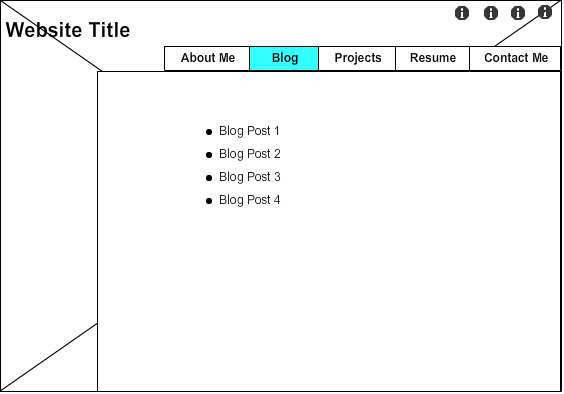 Website Title
About Me Blog Projects Resume Contact Me
Blog Post 1
Blog Post 2
Blog Post 3
Blog Post 4